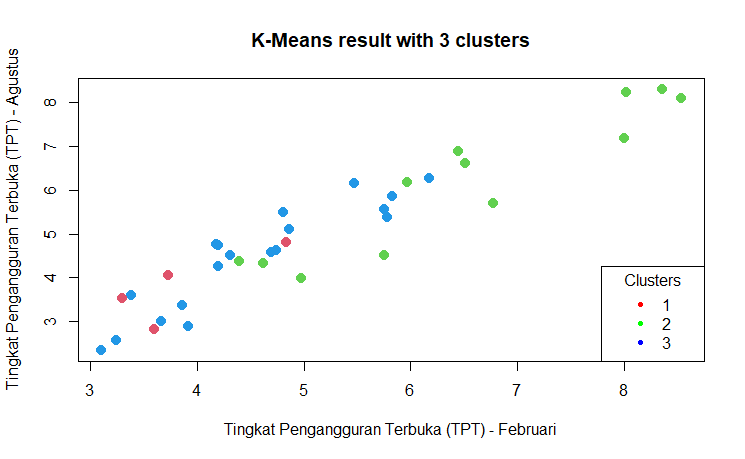 K-Means result with 3 clusters
Tingkat Pengangguran Terbuka (TPT) - Agustus
8
7
6
5
4
3
Clusters
1
2
3
3 4 5 6 7 8
Tingkat Pengangguran Terbuka (TPT) - Februari